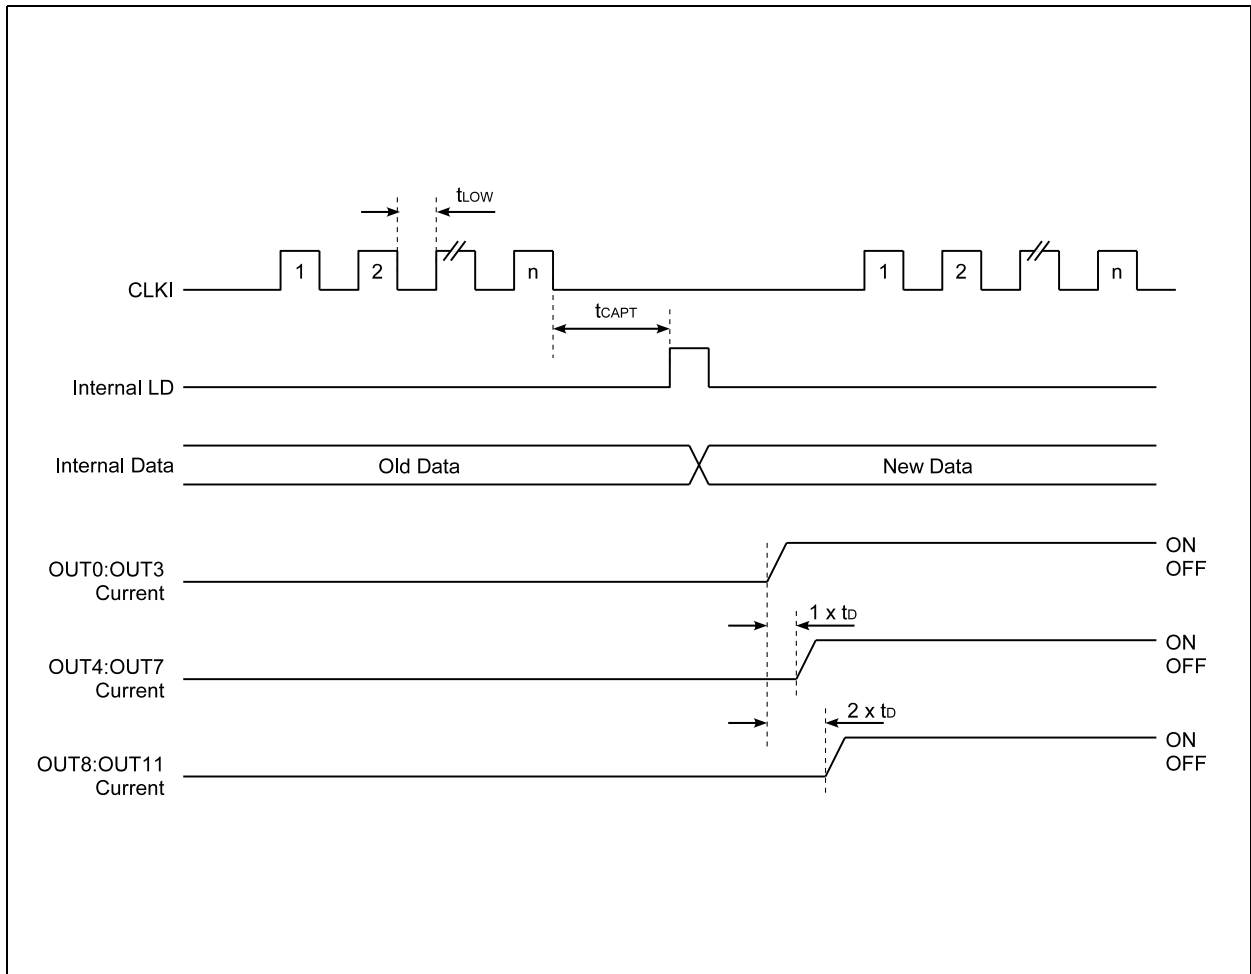 tLOW
1 2 n 1 2 n
CLKI
tCAPT
Internal LD
Internal Data Old Data New Data
OUT0:OUT3
Current
ON
OFF
1 x tD
OUT4:OUT7
Current
ON
OFF
2 x tD
OUT8:OUT11
Current
ON
OFF